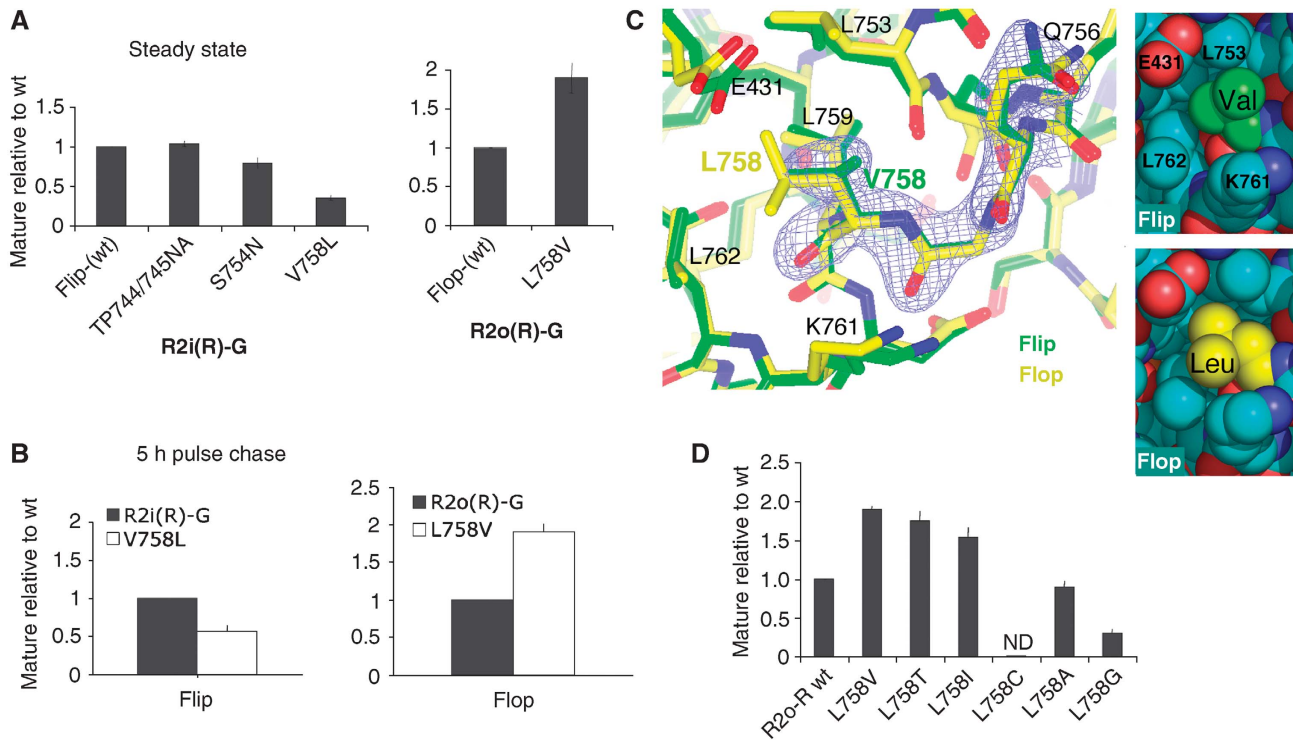 A
Steady state
Mature relative to wt
2
1.5
1
0.5
0
Flip-(wt)
TP744/745NA
S754N
V758L
R2i(R)-G
2
1.5
1
0.5
0
Flop-(wt)
L758V
R2o(R)-G
B
5 h pulse chase
Mature relative to wt
2
1.5
1
0.5
0
R2i(R)-G
V758L
Flip
2.5
2
1.5
1
0.5
0
R2o(R)-G
L758V
Flop
C
L753
Q756
E431
L759
L758
V758
L762
K761
Flip
Flop
E431
L753
Val
L762
K761
Flip
Leu
Flop
D
Mature relative to wt
2.5
2.0
1.5
1.0
0.5
0
ND
R2o-R wt
L758V
L758T
L758I
L758C
L758A
L758G